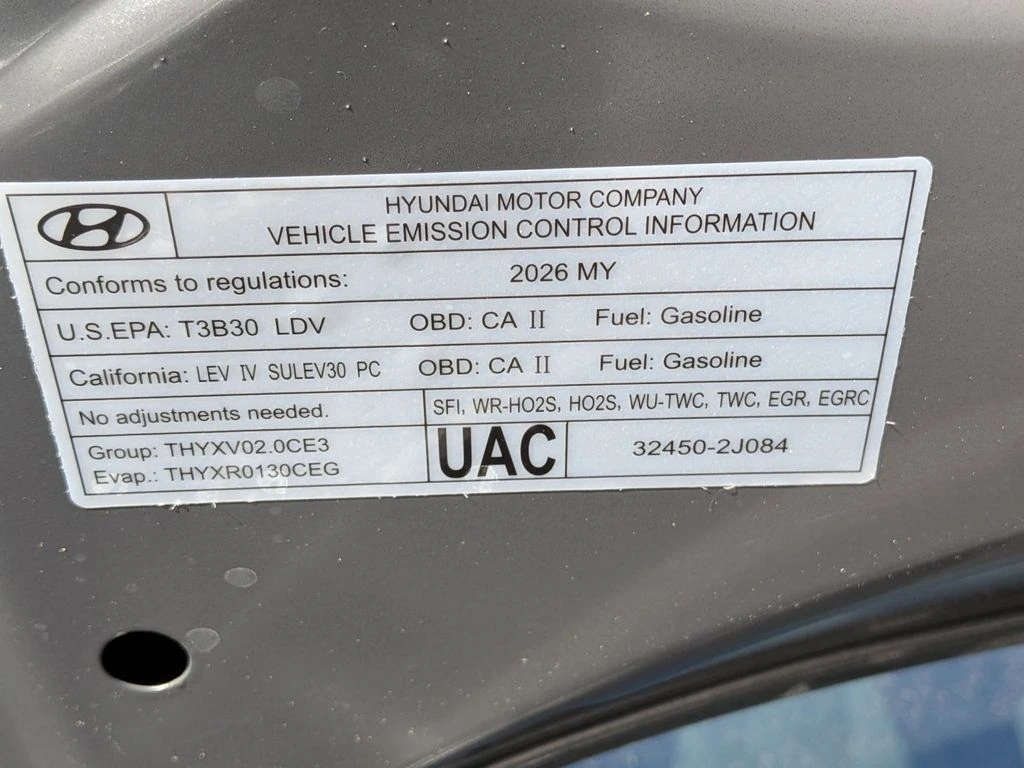 HYUNDAI MOTOR COMPANY
VEHICLE EMISSION CONTROL INFORMATION
Conforms to regulations: 2026 MY
U.S.EPA: T3B30 LDV OBD: CA II Fuel: Gasoline
California: LEV IV SULEV30 PC OBD: CA II Fuel: Gasoline
No adjustments needed. SFI, WR-HO2S, HO2S, WU-TWC, TWC, EGR, EGRC
Group: THYXV02.0CE3
Evap.: THYXR0130CEG
UAC
32450-2J084